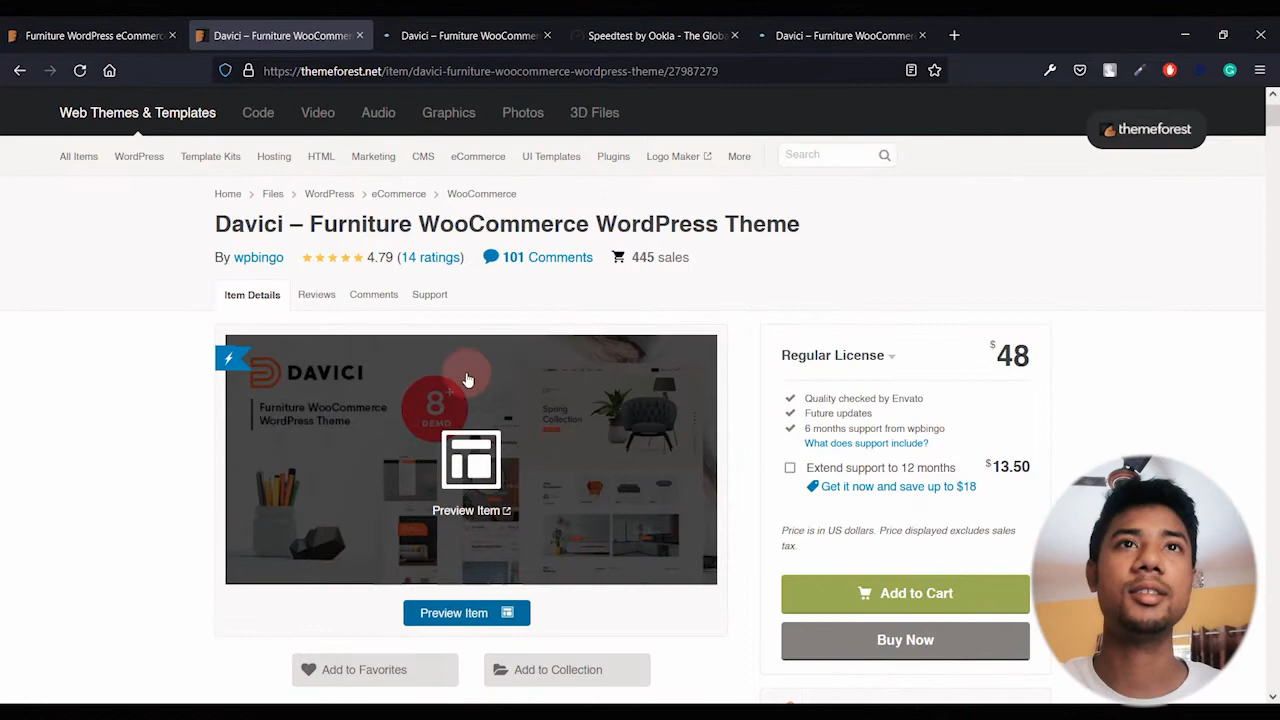 Furniture WordPress eCommerce
Davici – Furniture WooCommer
Davici – Furniture WooCommer
Speedtest by Ookla - The Globa
Davici – Furniture WooCommer
https://themeforest.net/item/davici-furniture-woocommerce-wordpress-theme/27987279
Web Themes & Templates
Code
Video
Audio
Graphics
Photos
3D Files
themeforest
All Items
WordPress
Template Kits
Hosting
HTML
Marketing
CMS
eCommerce
UI Templates
Plugins
Logo Maker
More
Search
Home > Files > WordPress > eCommerce > WooCommerce
Davici – Furniture WooCommerce WordPress Theme
By wpbingo
4.79 (14 ratings)
101 Comments
445 sales
Item Details
Reviews
Comments
Support
DAVICI
Furniture WooCommerce
WordPress Theme
8
DEMO
Spring
Collection
Preview Item
Preview Item
Add to Favorites
Add to Collection
Regular License
$48
Quality checked by Envato
Future updates
6 months support from wpbingo
What does support include?
Extend support to 12 months
$13.50
Get it now and save up to $18
Price is in US dollars. Price displayed excludes sales
tax.
Add to Cart
Buy Now